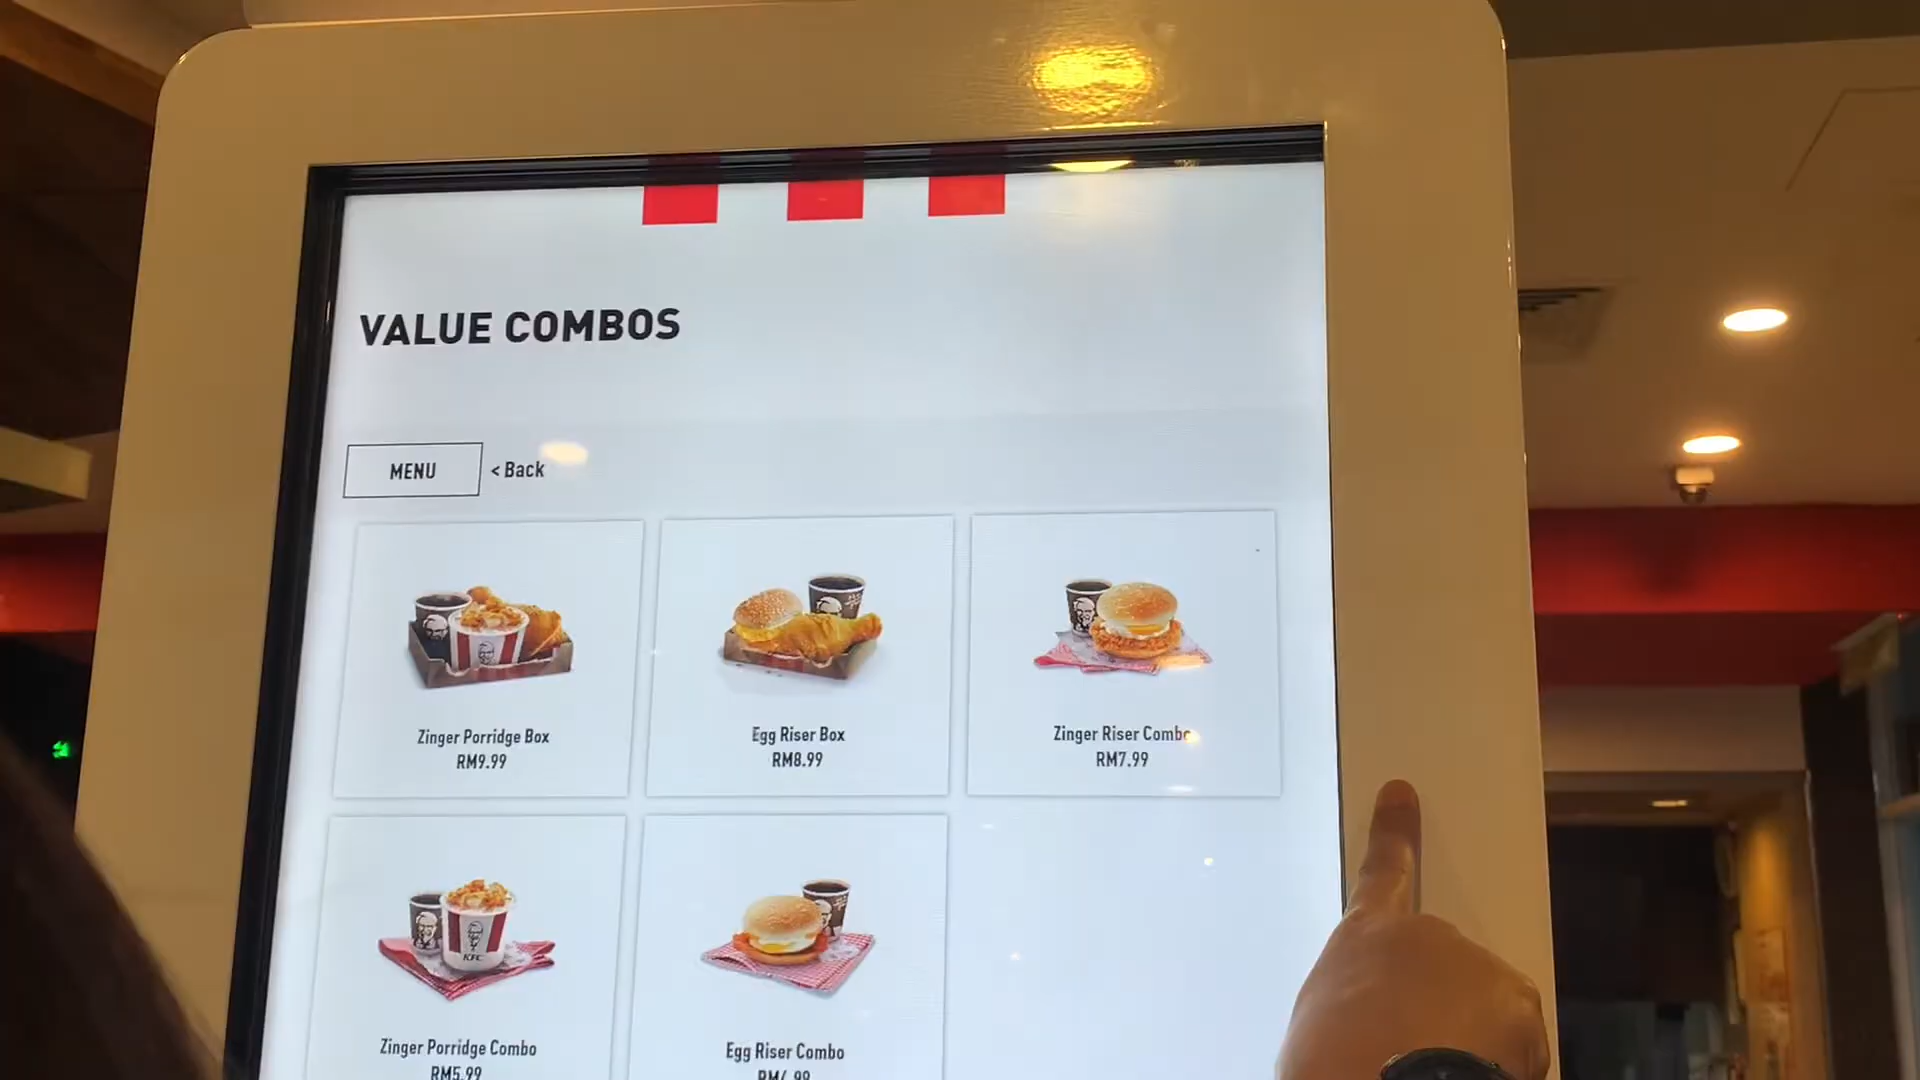 VALUE COMBOS
MENU
< Back
Zinger Porridge Box
RM9.99
Egg Riser Box
RM8.99
Zinger Riser Combo
RM7.99
KFC
Zinger Porridge Combo
RM5.99
Egg Riser Combo